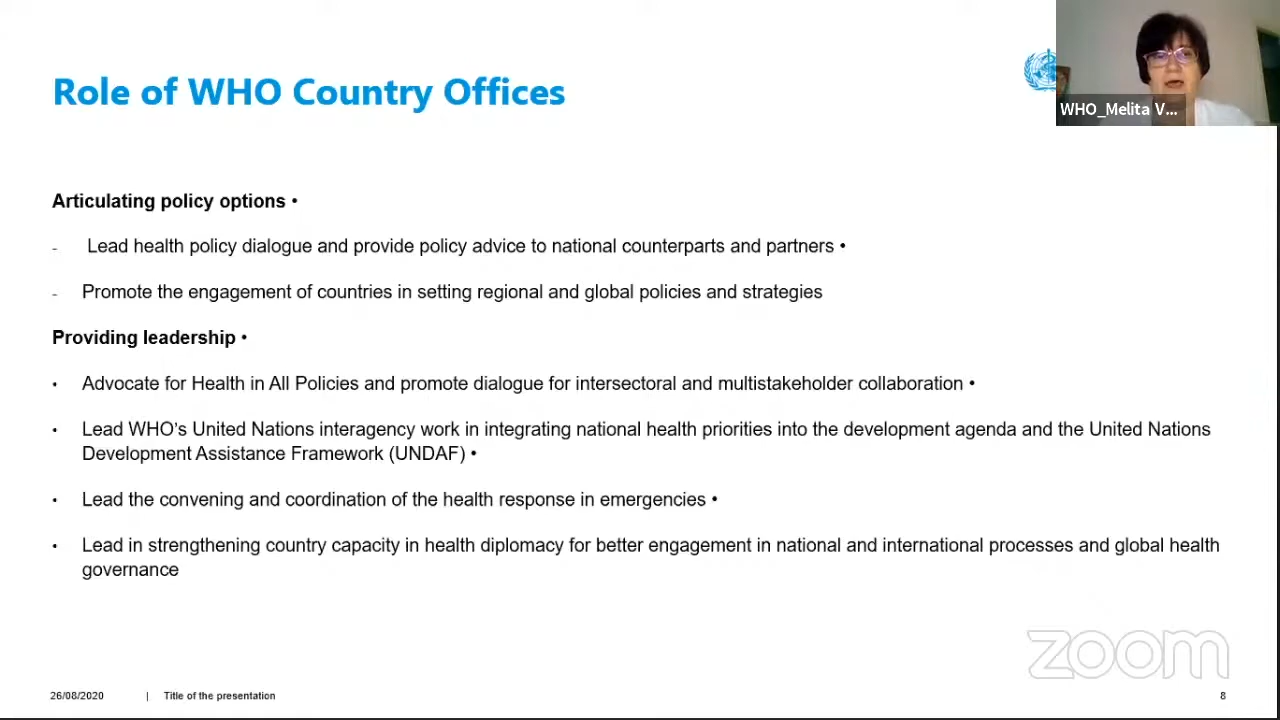 Role of WHO Country Offices
WHO_Melita V...
Articulating policy options •
- Lead health policy dialogue and provide policy advice to national counterparts and partners •
- Promote the engagement of countries in setting regional and global policies and strategies
Providing leadership •
• Advocate for Health in All Policies and promote dialogue for intersectoral and multistakeholder collaboration •
• Lead WHO’s United Nations interagency work in integrating national health priorities into the development agenda and the United Nations
Development Assistance Framework (UNDAF) •
• Lead the convening and coordination of the health response in emergencies •
• Lead in strengthening country capacity in health diplomacy for better engagement in national and international processes and global health
governance
zoom
26/08/2020 | Title of the presentation 8